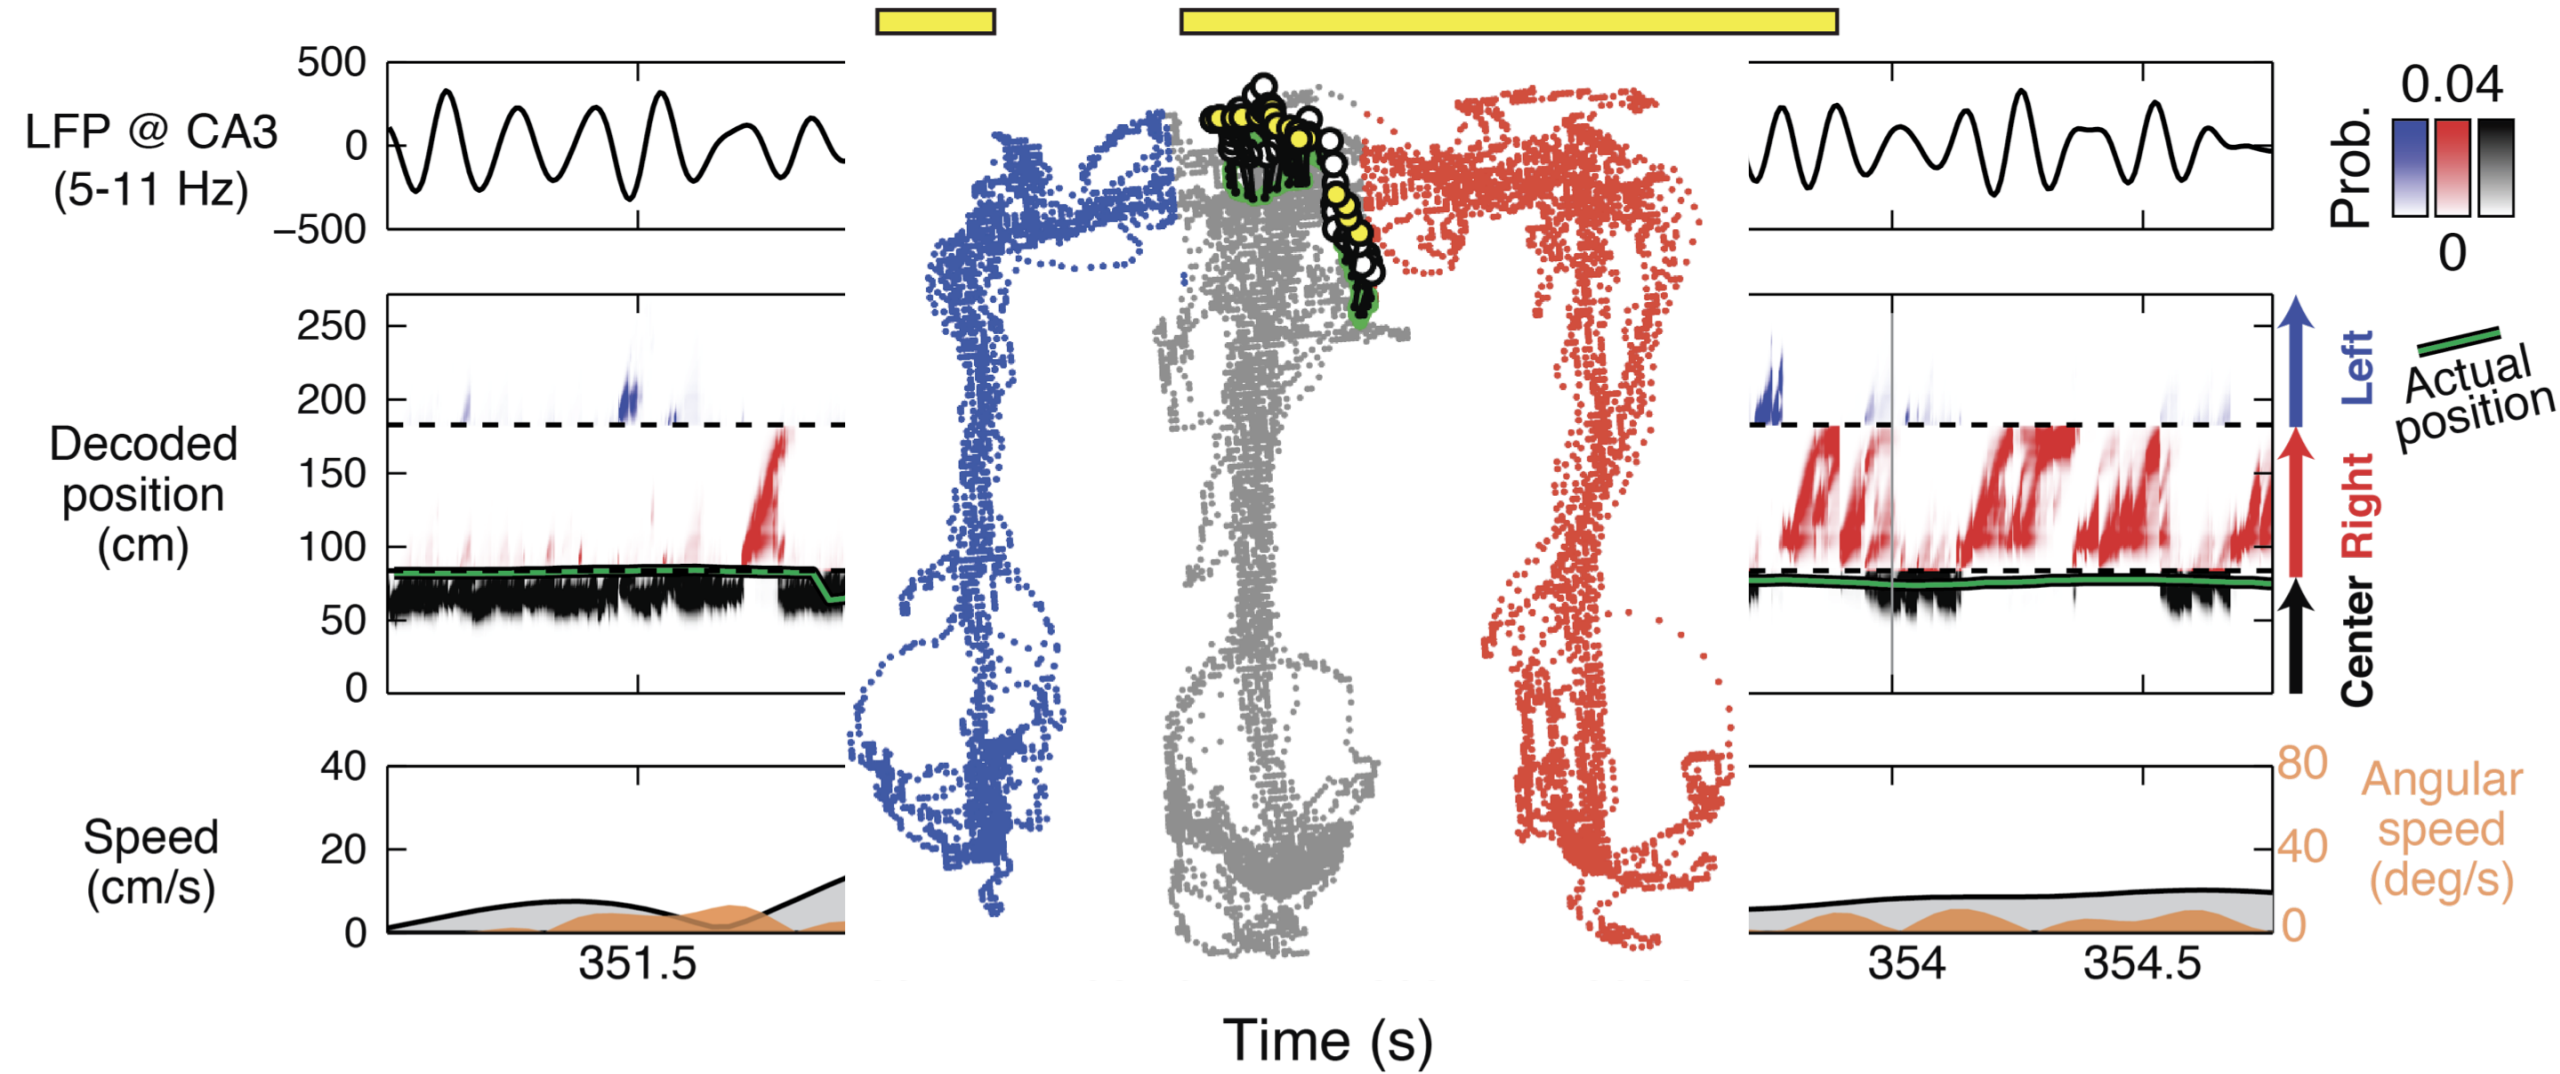 LFP @ CA3
(5-11 Hz)
500
0
−500
Prob.
0.04
0
Decoded
position
(cm)
250
200
150
100
50
0
Left
Right
Center
Actual
position
Speed
(cm/s)
40
20
0
80
40
0
Angular
speed
(deg/s)
351.5
354
354.5
Time (s)